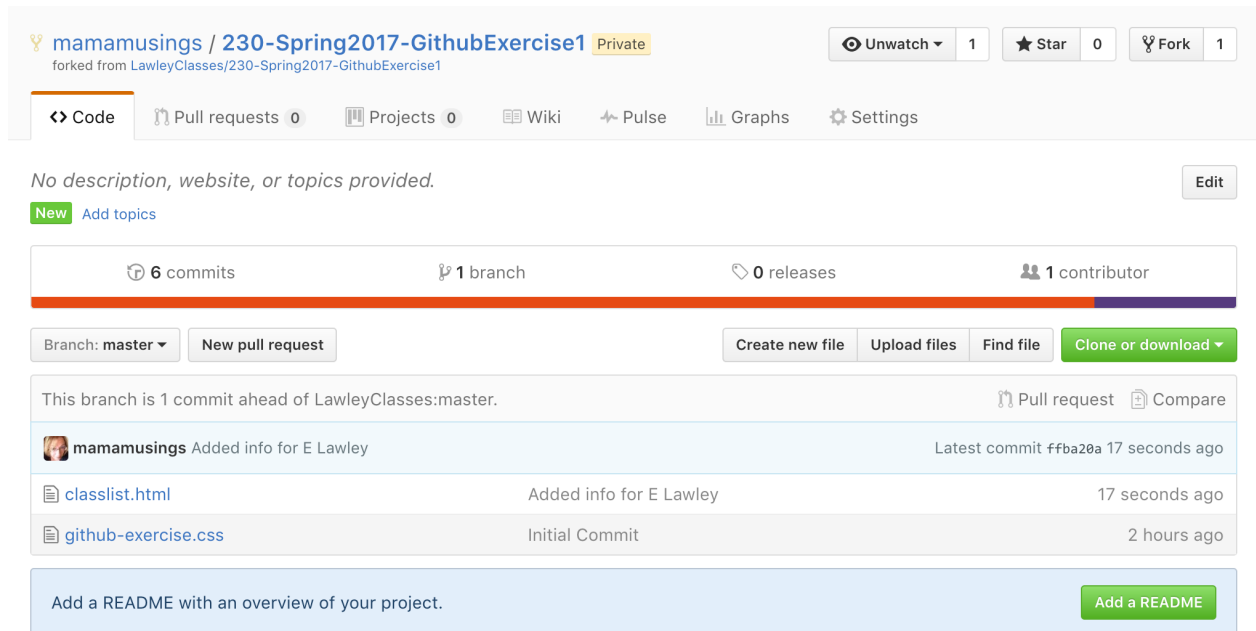 mamamusings / 230-Spring2017-GithubExercise1 Private Unwatch 1 Star 0 Fork 1
forked from LawleyClasses/230-Spring2017-GithubExercise1
Code Pull requests 0 Projects 0 Wiki Pulse Graphs Settings
No description, website, or topics provided. Edit
New Add topics
6 commits 1 branch 0 releases 1 contributor
Branch: master New pull request Create new file Upload files Find file Clone or download
This branch is 1 commit ahead of LawleyClasses:master. Pull request Compare
mamamusings Added info for E Lawley Latest commit ffba20a 17 seconds ago
classlist.html Added info for E Lawley 17 seconds ago
github-exercise.css Initial Commit 2 hours ago
Add a README with an overview of your project. Add a README